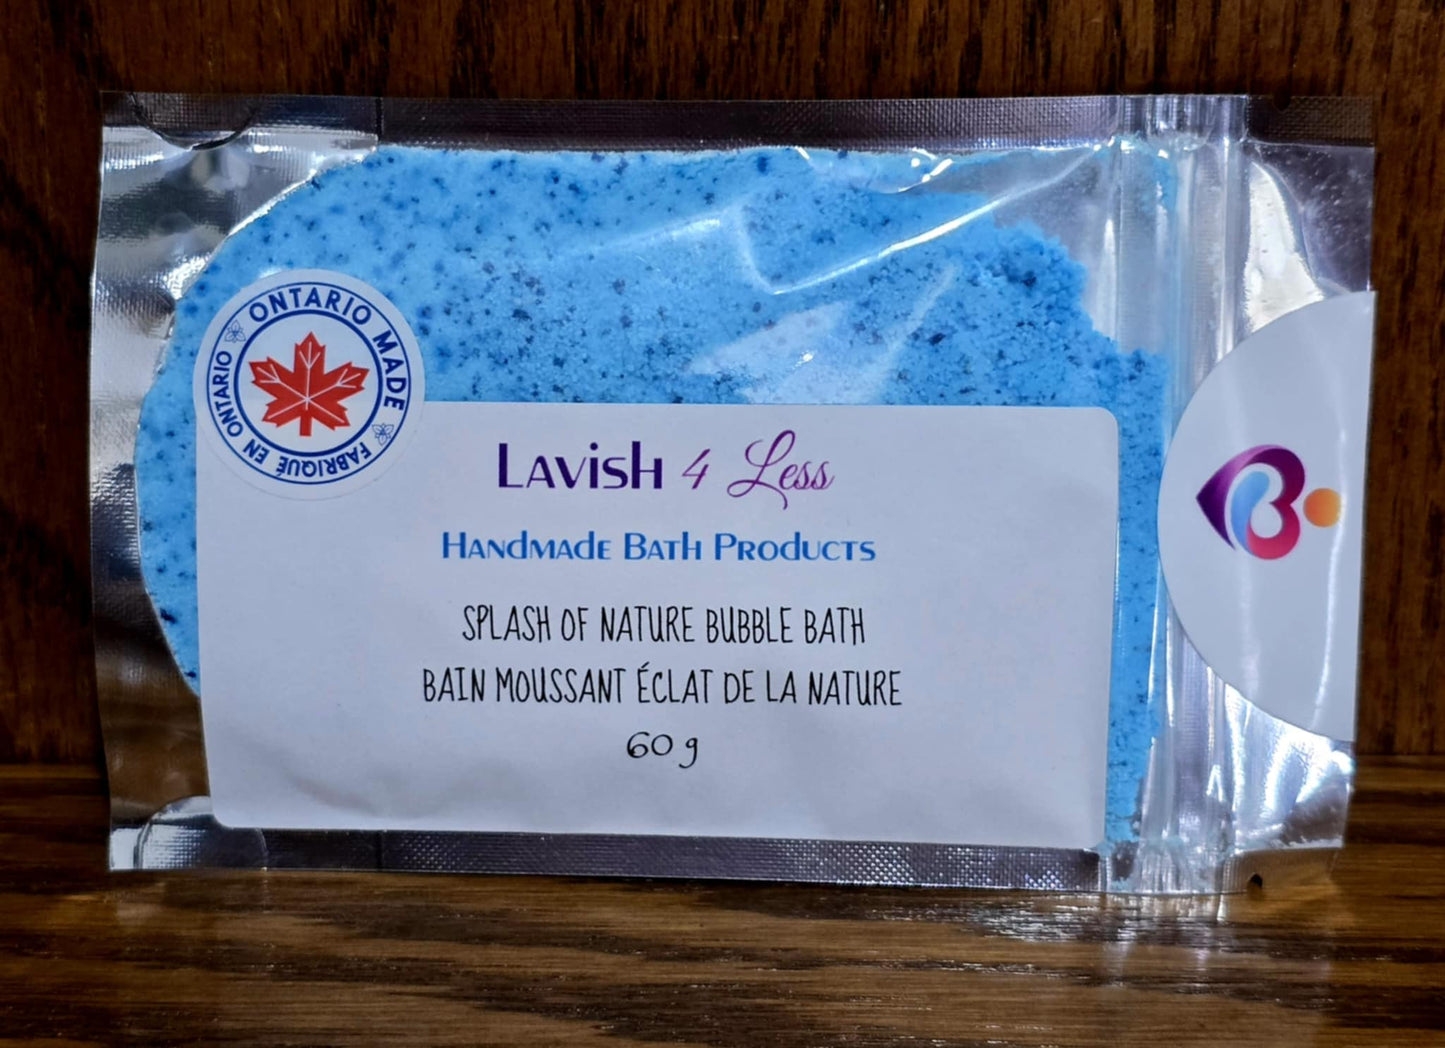 ONTARIO MADE
FABRIQUÉ EN ONTARIO
Lavish 4 Less
Handmade Bath Products
SPLASH OF NATURE BUBBLE BATH
BAIN MOUSSANT ÉCLAT DE LA NATURE
60 g